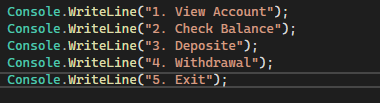 Console.WriteLine("1. View Account");
Console.WriteLine("2. Check Balance");
Console.WriteLine("3. Deposite");
Console.WriteLine("4. Withdrawal");
Console.WriteLine("5. Exit");